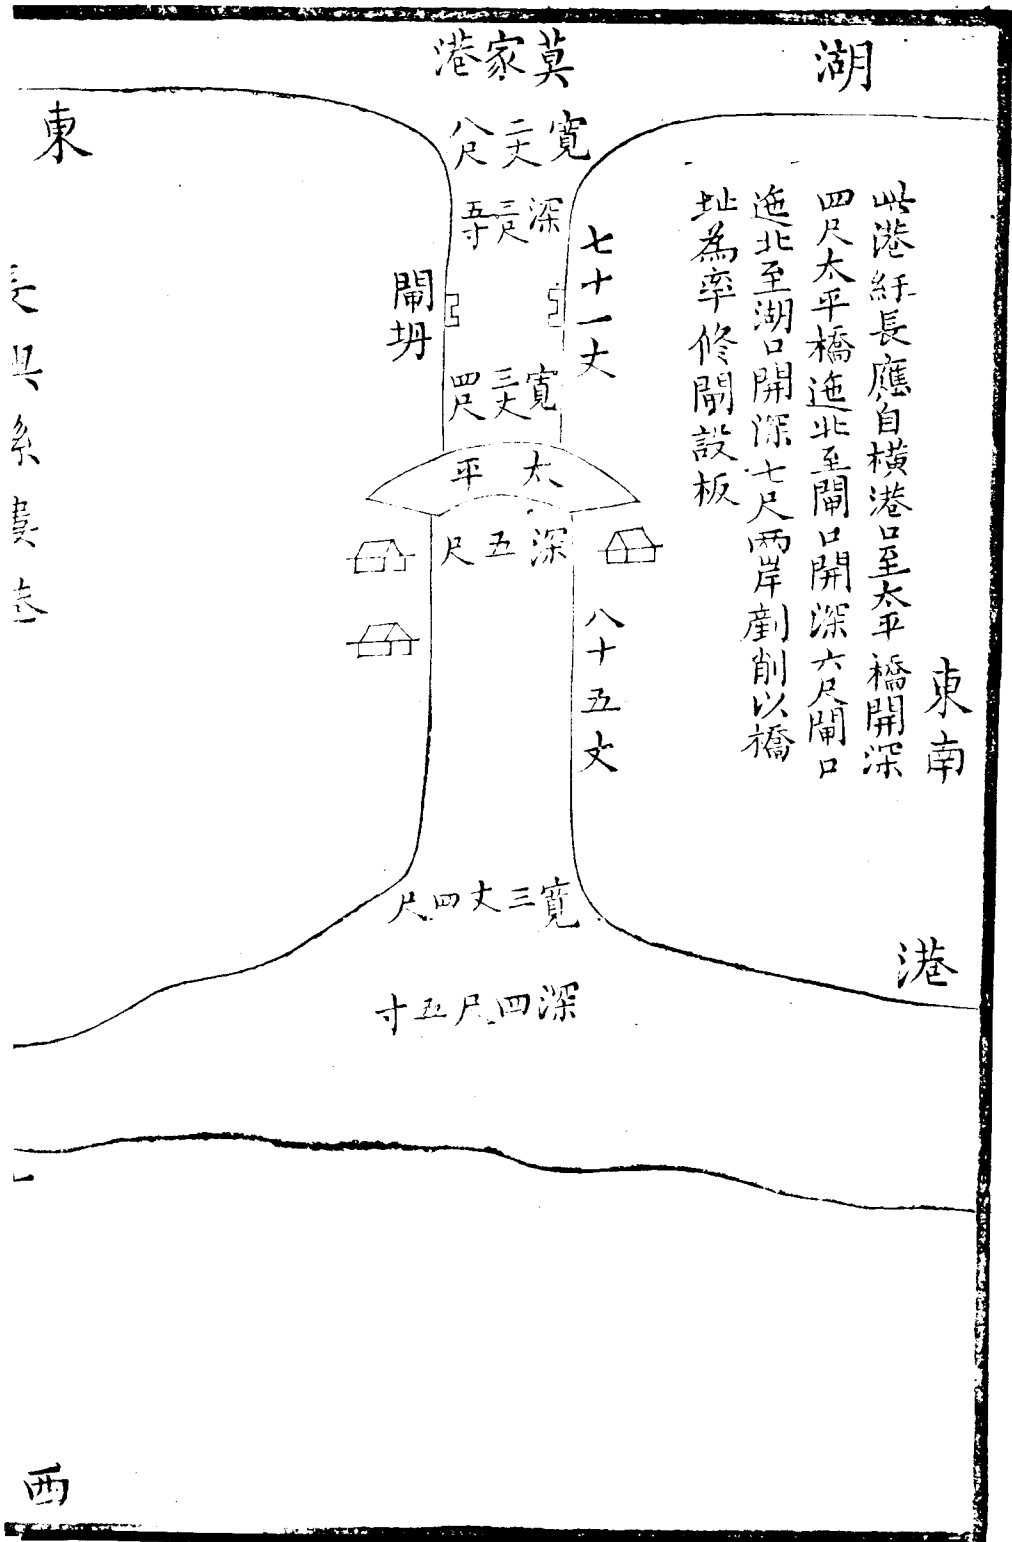 湖
莫家港
寬二丈八尺
深三尺五寸
七十一丈
閘坍
寬三丈四尺
太平
深五尺
八十五丈
寬三丈四尺
深四尺五寸
東南
港
此港紆長應自橫港口至太平橋開深
四尺太平橋迤北至閘口開深六尺閘口
迤北至湖口開深七尺兩岸剷削以橋
址為率修閘設板
東
西